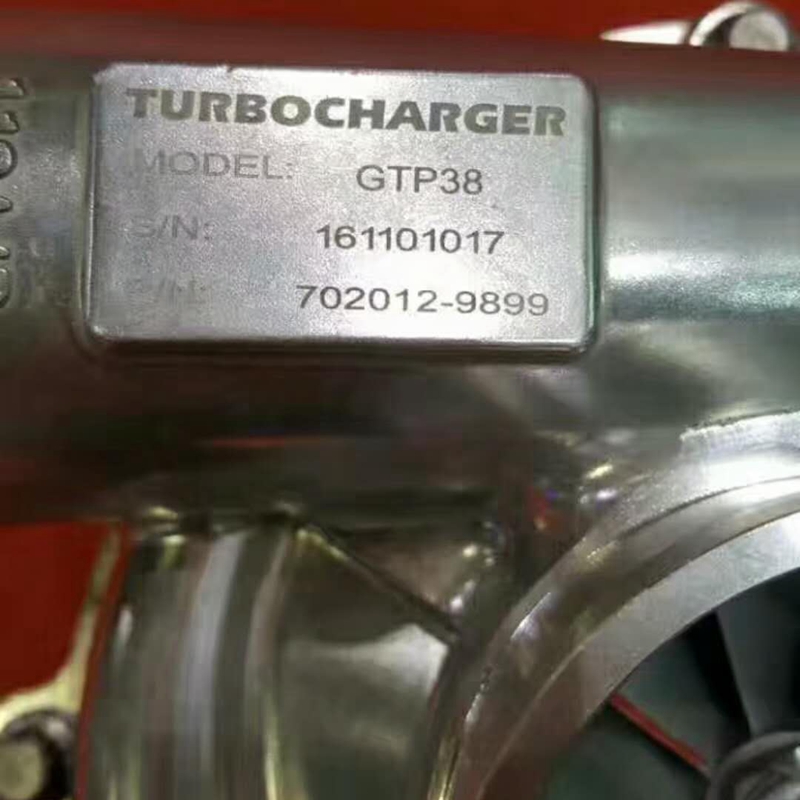 TURBOCHARGER
MODEL: GTP38
S/N: 161101017
P/N: 702012-9899